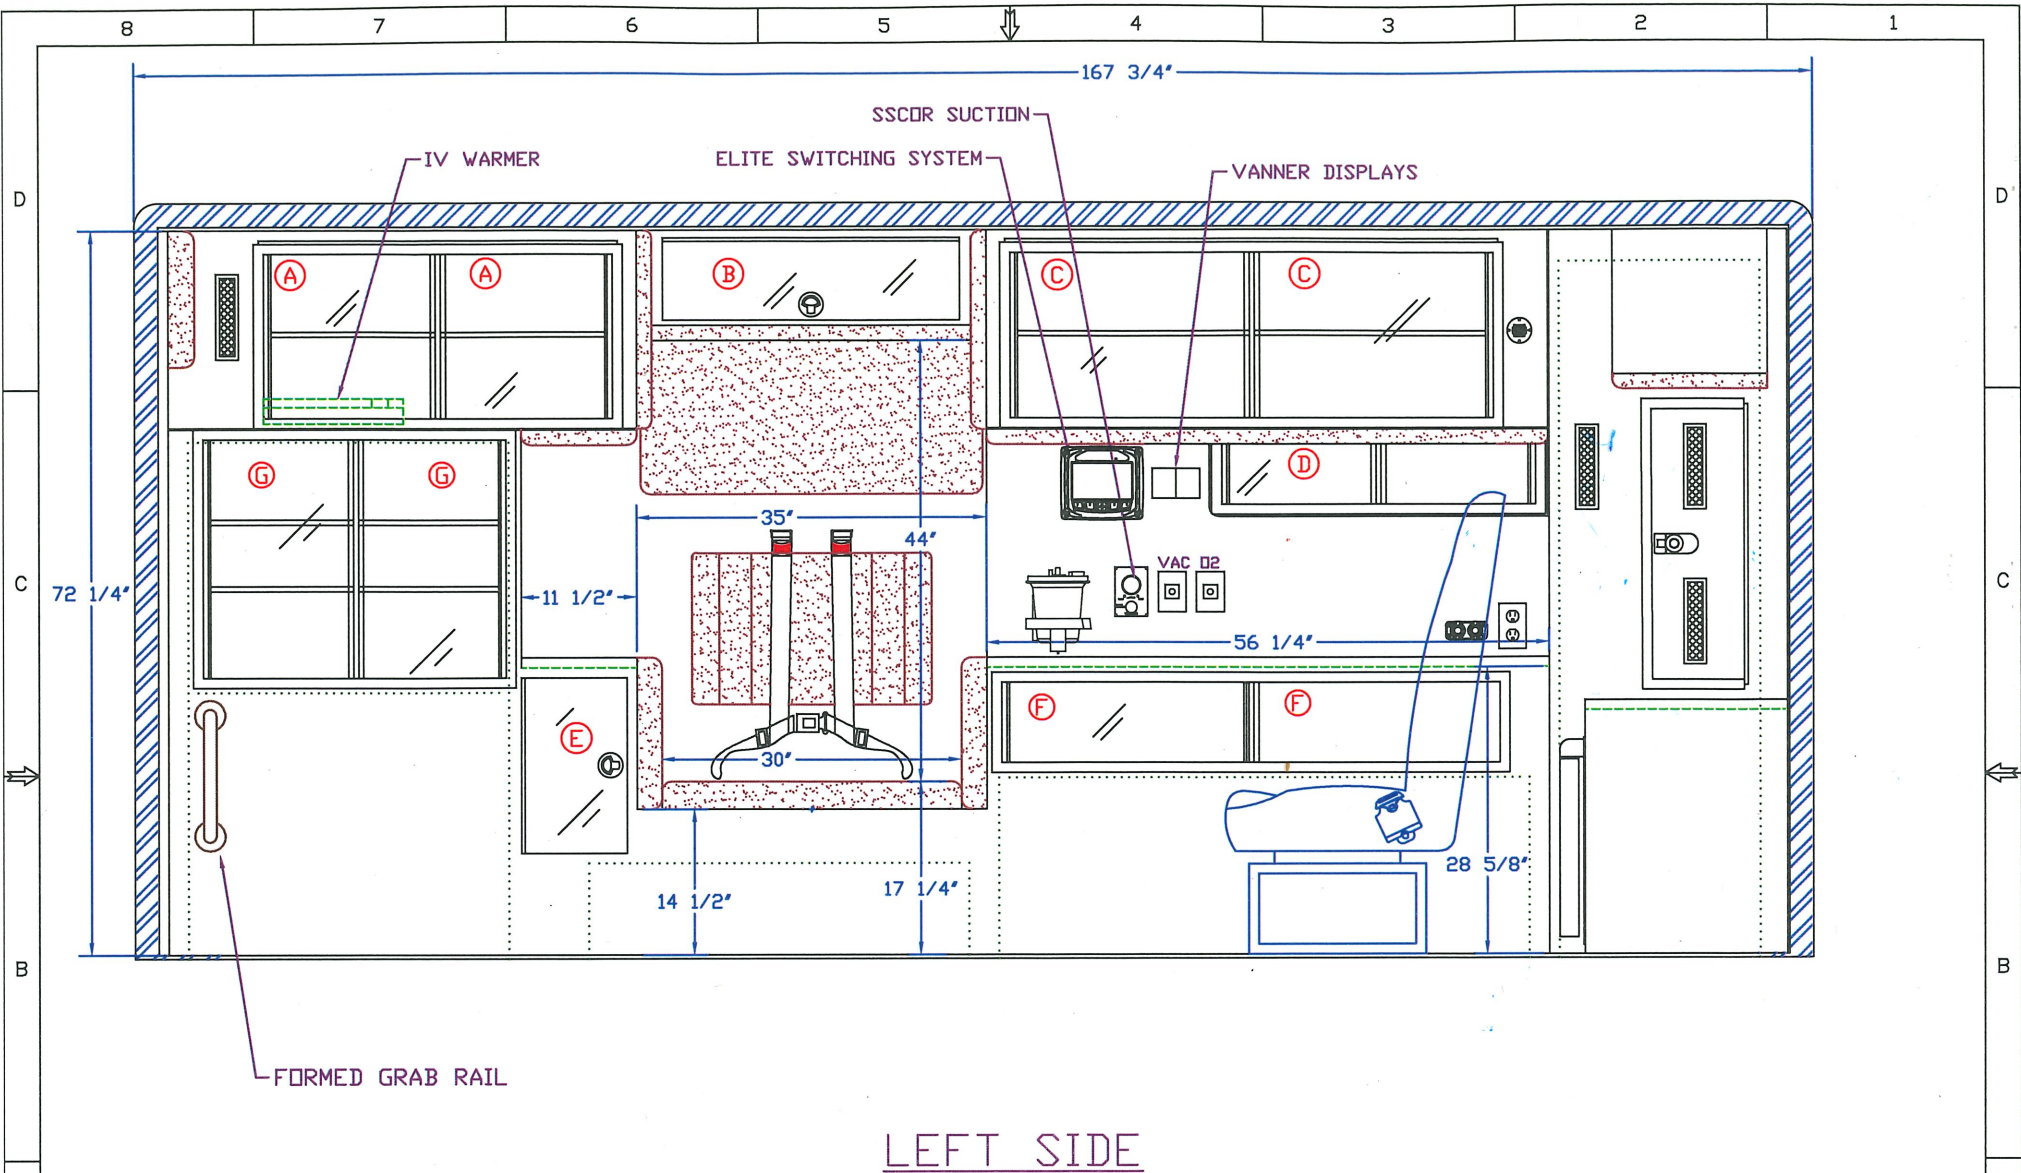 8 7 6 5 4 3 2 1
167 3/4"
SSCOR SUCTION
IV WARMER
ELITE SWITCHING SYSTEM
VANNER DISPLAYS
D
D
A
A
B
C
C
G
G
D
35"
44"
VAC O2
C
C
72 1/4"
11 1/2"
56 1/4"
F
F
E
30"
28 5/8"
17 1/4"
14 1/2"
B
B
FORMED GRAB RAIL
LEFT SIDE